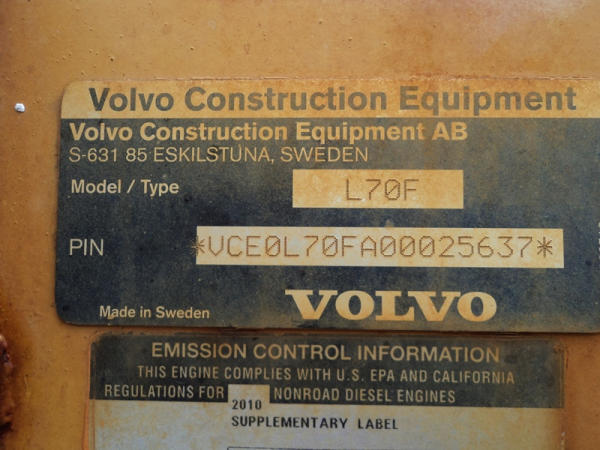 Volvo Construction Equipment
Volvo Construction Equipment AB
S-631 85 ESKILSTUNA, SWEDEN
Model / Type L70F
PIN *VCE0L70FA00025637*
Made in Sweden VOLVO
EMISSION CONTROL INFORMATION
THIS ENGINE COMPLIES WITH U.S. EPA AND CALIFORNIA
REGULATIONS FOR 2010 NONROAD DIESEL ENGINES
SUPPLEMENTARY LABEL